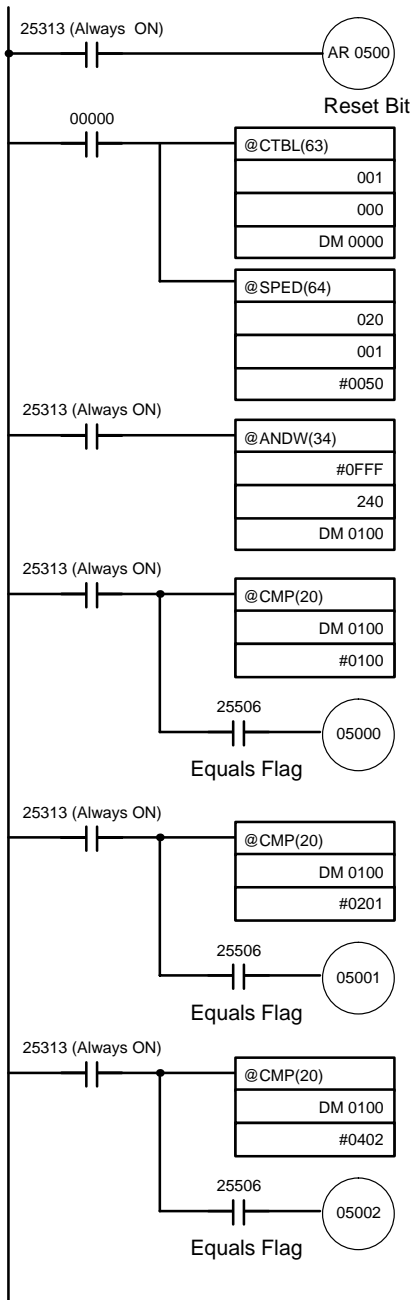 25313 (Always ON)
AR 0500
Reset Bit
00000
@CTBL(63)
001
000
DM 0000
@SPED(64)
020
001
#0050
25313 (Always ON)
@ANDW(34)
#0FFF
240
DM 0100
25313 (Always ON)
@CMP(20)
DM 0100
#0100
25506
05000
Equals Flag
25313 (Always ON)
@CMP(20)
DM 0100
#0201
25506
05001
Equals Flag
25313 (Always ON)
@CMP(20)
DM 0100
#0402
25506
05002
Equals Flag